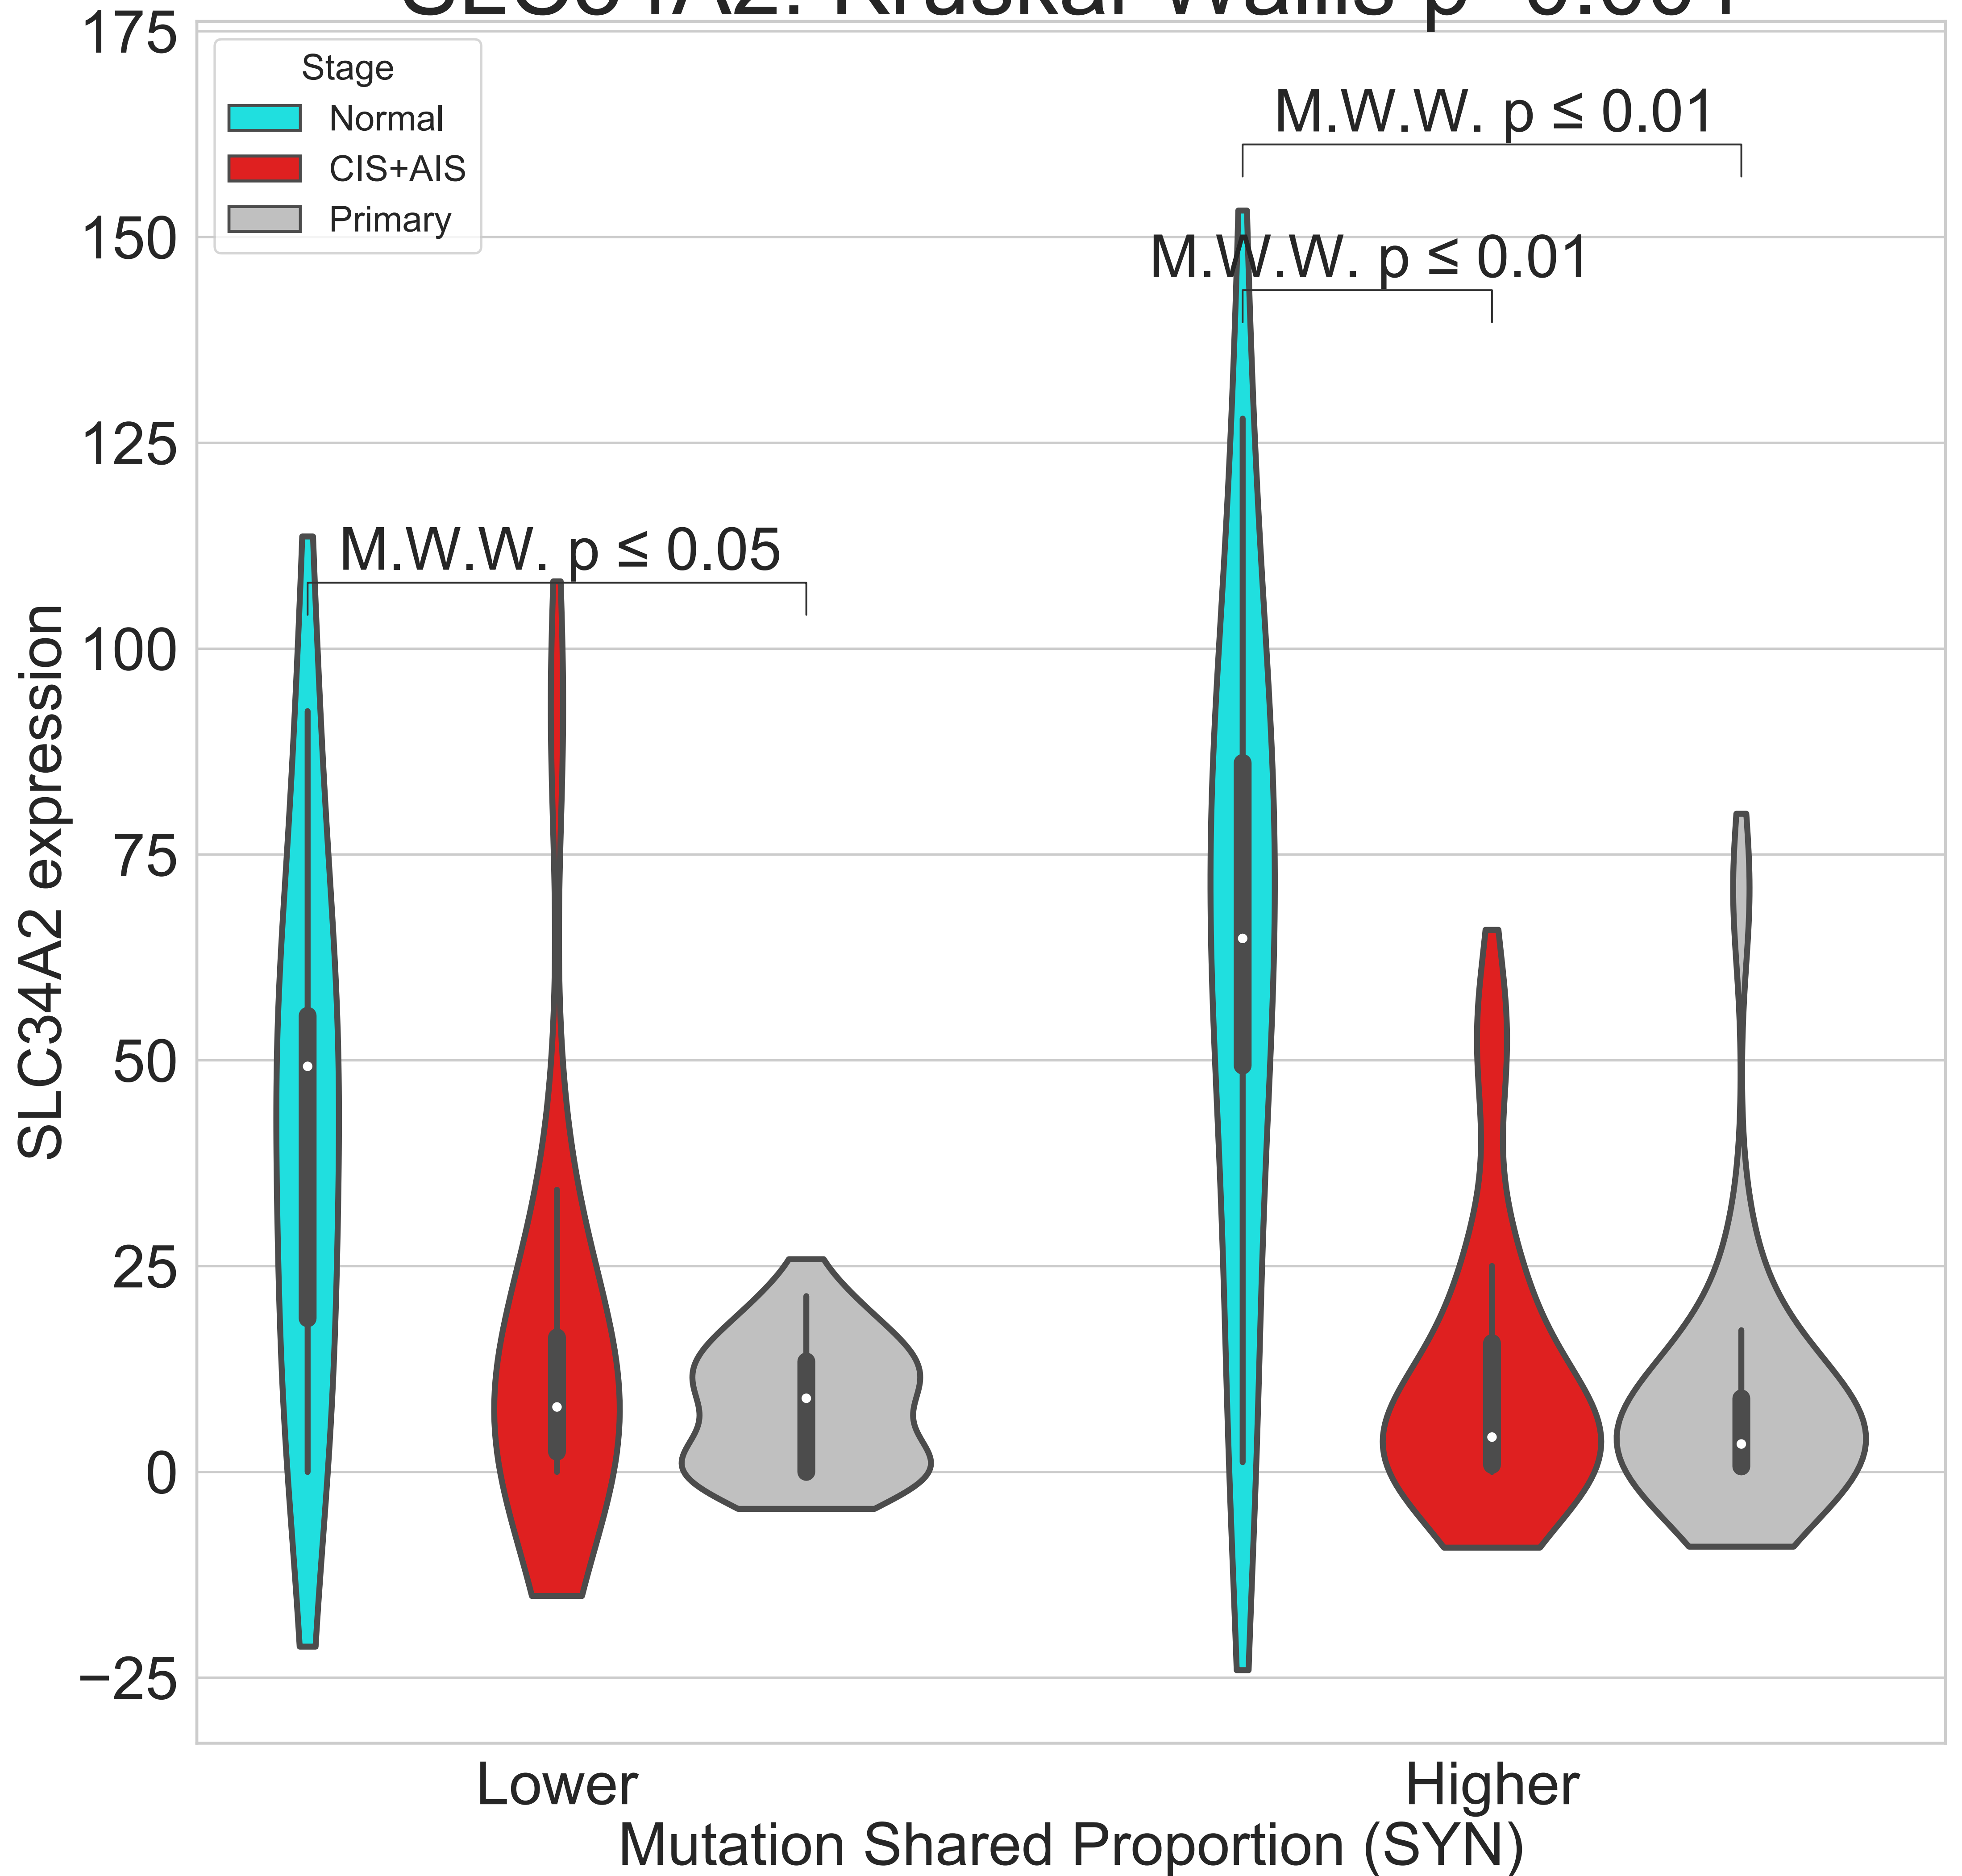 175
Stage
Normal
CIS+AIS
Primary
M.W.W. p ≤ 0.01
150
M.W.W. p ≤ 0.01
125
M.W.W. p ≤ 0.05
100
SLC34A2 expression
75
50
25
0
−25
Lower
Higher
Mutation Shared Proportion (SYN)